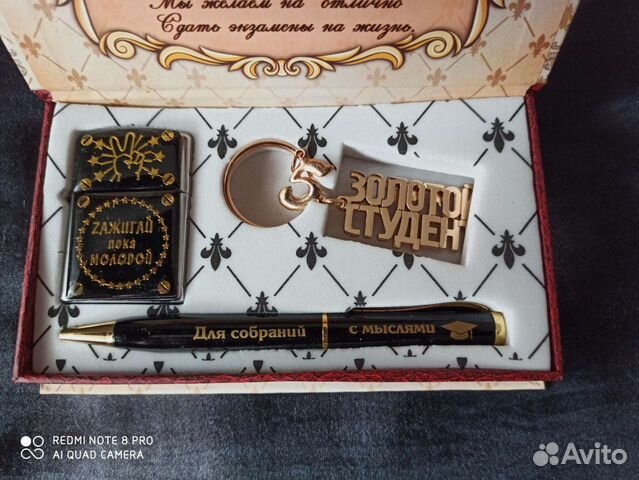 Мы желаем на "отлично"
Сдать экзамены на жизнь.
ZАЖИГАЙ
пока
МОЛОДОЙ
5
ЗОЛОТОЙ
СТУДЕНТ
Для собраний с мыслями
REDMI NOTE 8 PRO
AI QUAD CAMERA
Avito